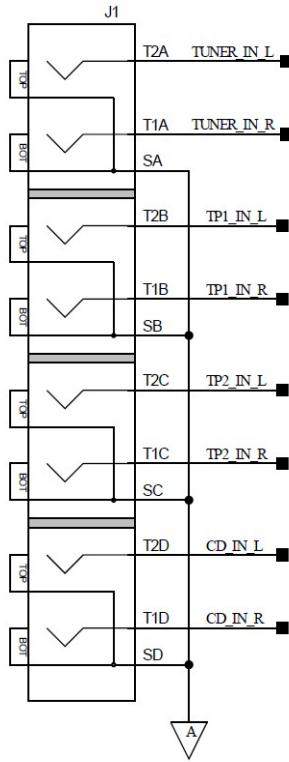 J1
T2A TUNER_IN_L
TOP
T1A TUNER_IN_R
BOT
SA
T2B TP1_IN_L
TOP
T1B TP1_IN_R
BOT
SB
T2C TP2_IN_L
TOP
T1C TP2_IN_R
BOT
SC
T2D CD_IN_L
TOP
T1D CD_IN_R
BOT
SD
A